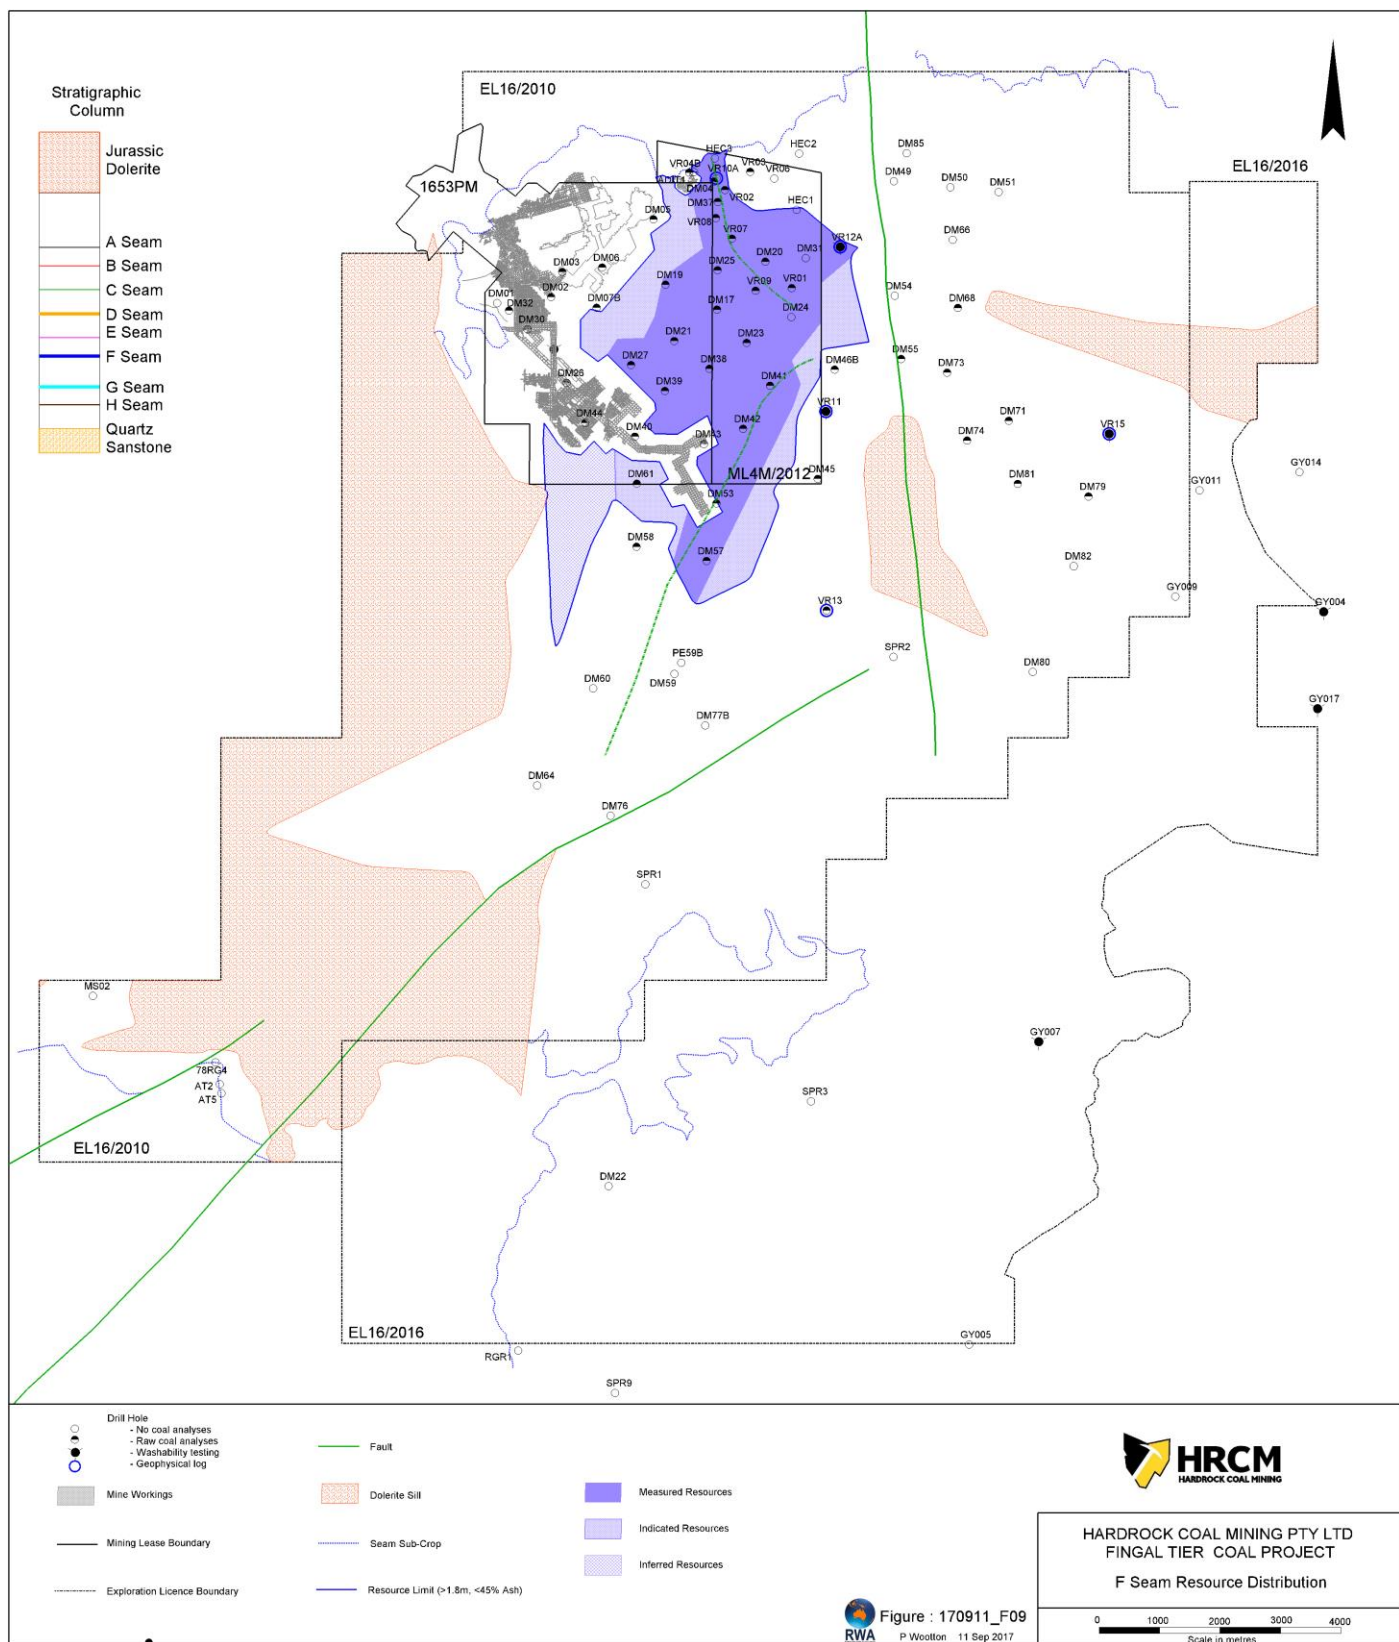 Stratigraphic
Column
Jurassic
Dolerite
A Seam
B Seam
C Seam
D Seam
E Seam
F Seam
G Seam
H Seam
Quartz
Sanstone
EL16/2010
EL16/2016
1653PM
HEC3
HEC2
DM85
VR04B
VR10A
VR03
VR06
ADIT1
DM04
VR02
DM49
DM50
DM51
DM37
HEC1
DM05
VR08
VR07
VR12A
DM66
DM03
DM06
DM25
DM20
DM31
DM19
VR09
VR01
DM54
DM68
DM01
DM32
DM02
DM07B
DM17
DM24
DM30
DM21
DM23
DM27
DM38
DM46B
DM55
DM73
DM26
DM39
DM41
DM44
DM40
DM42
VR11
DM71
VR15
DM63
DM74
DM61
ML4M/2012
DM45
DM81
DM79
GY011
GY014
DM53
DM58
DM57
DM82
GY009
VR13
GY004
PE59B
SPR2
DM60
DM59
DM80
DM77B
GY017
DM64
DM76
SPR1
MS02
GY007
78RG4
AT2
AT5
SPR3
EL16/2010
DM22
EL16/2016
RGR1
GY005
SPR9
Drill Hole
- No coal analyses
- Raw coal analyses
- Washability testing
- Geophysical log
Mine Workings
Mining Lease Boundary
Exploration Licence Boundary
Fault
Dolerite Sill
Seam Sub-Crop
Resource Limit (>1.8m, <45% Ash)
Measured Resources
Indicated Resources
Inferred Resources
HRCM
HARDROCK COAL MINING
HARDROCK COAL MINING PTY LTD
FINGAL TIER COAL PROJECT
F Seam Resource Distribution
RWA
Figure : 170911_F09
P Wootton 11 Sep 2017
0 1000 2000 3000 4000
Scale in metres